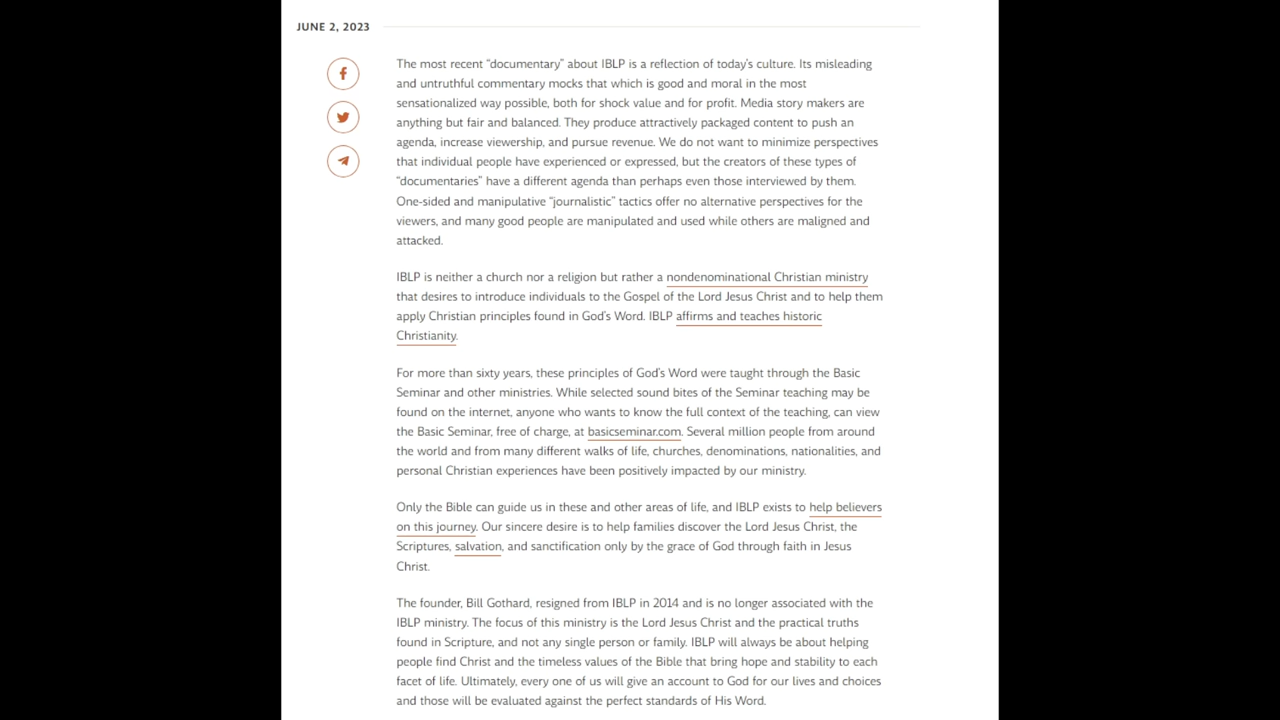 JUNE 2, 2023
The most recent “documentary” about IBLP is a reflection of today’s culture. Its misleading
and untruthful commentary mocks that which is good and moral in the most
sensationalized way possible, both for shock value and for profit. Media story makers are
anything but fair and balanced. They produce attractively packaged content to push an
agenda, increase viewership, and pursue revenue. We do not want to minimize perspectives
that individual people have experienced or expressed, but the creators of these types of
“documentaries” have a different agenda than perhaps even those interviewed by them.
One-sided and manipulative “journalistic” tactics offer no alternative perspectives for the
viewers, and many good people are manipulated and used while others are maligned and
attacked.
IBLP is neither a church nor a religion but rather a nondenominational Christian ministry
that desires to introduce individuals to the Gospel of the Lord Jesus Christ and to help them
apply Christian principles found in God’s Word. IBLP affirms and teaches historic
Christianity.
For more than sixty years, these principles of God’s Word were taught through the Basic
Seminar and other ministries. While selected sound bites of the Seminar teaching may be
found on the internet, anyone who wants to know the full context of the teaching, can view
the Basic Seminar, free of charge, at basicseminar.com. Several million people from around
the world and from many different walks of life, churches, denominations, nationalities, and
personal Christian experiences have been positively impacted by our ministry.
Only the Bible can guide us in these and other areas of life, and IBLP exists to help believers
on this journey. Our sincere desire is to help families discover the Lord Jesus Christ, the
Scriptures, salvation, and sanctification only by the grace of God through faith in Jesus
Christ.
The founder, Bill Gothard, resigned from IBLP in 2014 and is no longer associated with the
IBLP ministry. The focus of this ministry is the Lord Jesus Christ and the practical truths
found in Scripture, and not any single person or family. IBLP will always be about helping
people find Christ and the timeless values of the Bible that bring hope and stability to each
facet of life. Ultimately, every one of us will give an account to God for our lives and choices
and those will be evaluated against the perfect standards of His Word.